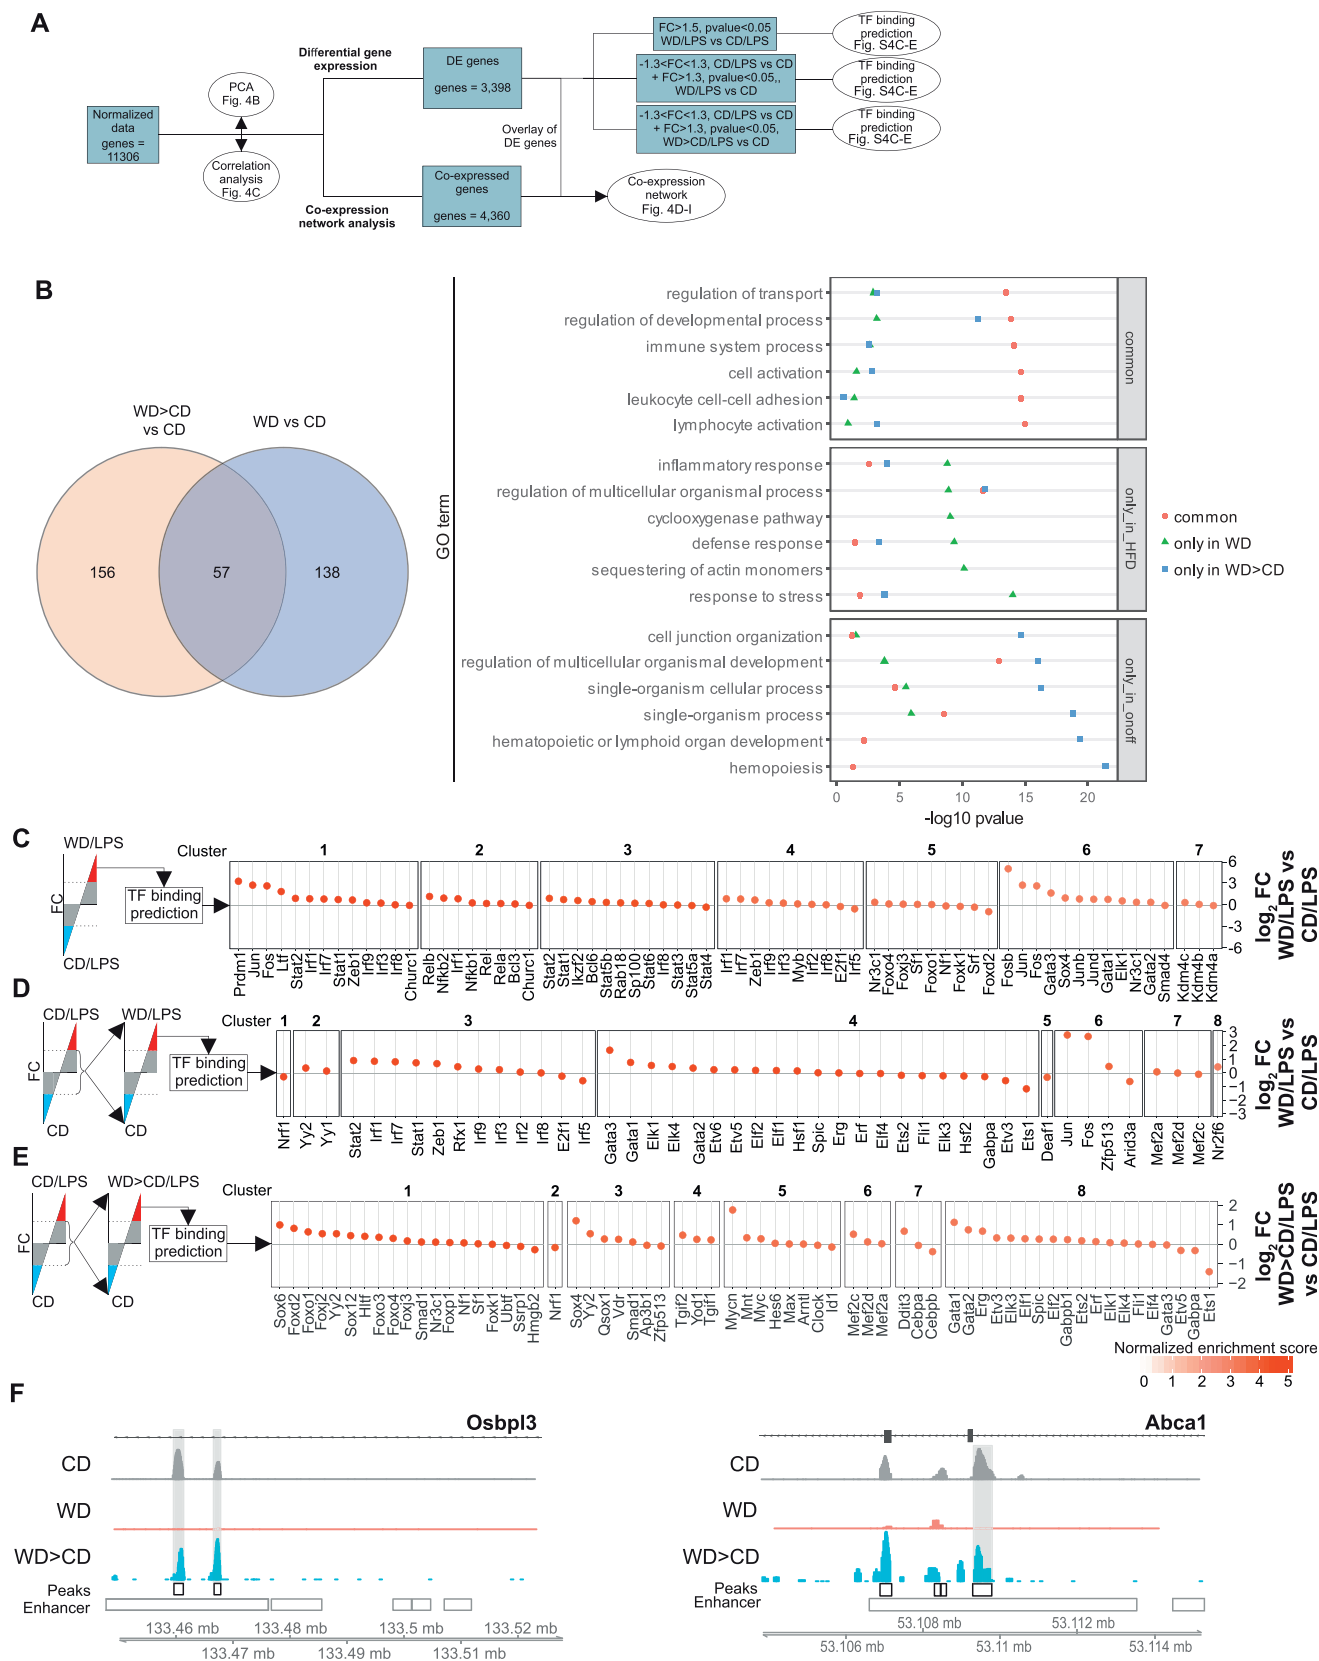 A
Normalized
data
genes =
11306
PCA
Fig. 4B
Correlation
analysis
Fig. 4C
Differential gene
expression
Co-expression
network analysis
DE genes
genes = 3,398
Overlay of
DE genes
Co-expressed
genes
genes = 4,360
FC>1.5, pvalue<0.05
WD/LPS vs CD/LPS
-1.3<FC<1.3, CD/LPS vs CD
+ FC>1.3, pvalue<0.05,,
WD/LPS vs CD
-1.3<FC<1.3, CD/LPS vs CD
+ FC>1.3, pvalue<0.05,
WD>CD/LPS vs CD
TF binding
prediction
Fig. S4C-E
TF binding
prediction
Fig. S4C-E
TF binding
prediction
Fig. S4C-E
Co-expression
network
Fig. 4D-I
B
WD>CD
vs CD
WD vs CD
156
57
138
GO term
regulation of transport
regulation of developmental process
immune system process
cell activation
leukocyte cell-cell adhesion
lymphocyte activation
common
inflammatory response
regulation of multicellular organismal process
cyclooxygenase pathway
defense response
sequestering of actin monomers
response to stress
only_in_HFD
cell junction organization
regulation of multicellular organismal development
single-organism cellular process
single-organism process
hematopoietic or lymphoid organ development
hemopoiesis
only_in_onoff
0 5 10 15 20
-log10 pvalue
common
only in WD
only in WD>CD
C
WD/LPS
FC
CD/LPS
TF binding
prediction
Cluster 1 2 3 4 5 6 7
Prdm1 Jun Fos Ltf Stat2 Irf1 Irf7 Stat1 Zeb1 Irf9 Irf3 Irf8 Churc1
Relb Nfkb2 Irf1 Nfkb1 Rel Rela Bcl3 Churc1
Stat2 Stat1 Ikzf2 Bcl6 Stat5b Rab18 Sp100 Stat6 Irf8 Stat3 Stat5a Stat4
Irf1 Irf7 Zeb1 Irf9 Irf3 Myb Irf2 Irf8 E2f1 Irf5
Nr3c1 Foxo4 Foxj3 Sf1 Foxo1 Nf1 Foxk1 Srf Foxd2
Fosb Jun Fos Gata3 Sox4 Junb Jund Gata1 Elk1 Nr3c1 Gata2 Smad4
Kdm4c Kdm4b Kdm4a
6
3
0
-3
-6
log2 FC
WD/LPS vs
CD/LPS
D
CD/LPS
WD/LPS
FC
CD
CD
TF binding
prediction
Cluster 1 2 3 4 5 6 7 8
Nrf1
Yy2 Yy1
Stat2 Irf1 Irf7 Stat1 Zeb1 Rfx1 Irf9 Irf3 Irf2 Irf8 E2f1 Irf5
Gata3 Gata1 Elk1 Elk4 Gata2 Etv6 Etv5 Elf2 Elf1 Hsf1 Spic Erg Erf Elf4 Ets2 Fli1 Elk3 Hsf2 Gabpa Etv3 Ets1
Deaf1
Jun Fos Zfp513 Arid3a
Mef2a Mef2d Mef2c
Nr2f6
3
2
1
0
-1
-2
-3
log2 FC
WD/LPS vs
CD/LPS
E
CD/LPS
WD>CD/LPS
FC
CD
CD
TF binding
prediction
Cluster 1 2 3 4 5 6 7 8
Sox6 Foxd2 Foxo1 Foxj2 Yy2 Sox12 Hltf Foxo3 Foxo4 Foxj3 Smad1 Nr3c1 Foxp1 Nf1 Sf1 Foxk1 Ubtf Ssrp1 Hmgb2
Nrf1
Sox4 Yy2 Qsox1 Vdr Smad1 Ap3b1 Zfp513
Tgif2 Yod1 Tgif1
Mycn Mnt Myc Hes6 Max Arntl Clock Id1
Mef2c Mef2d Mef2a
Ddit3 Cebpa Cebpb
Gata1 Gata2 Erg Etv3 Elk3 Elf1 Spic Elf2 Gabpb1 Ets2 Erf Elk1 Elk4 Fli1 Elf4 Gata3 Etv5 Gabpa Ets1
2
1
0
-1
-2
log2 FC
WD>CD/LPS
vs CD/LPS
Normalized enrichment score
0 1 2 3 4 5
F
Osbpl3
CD
WD
WD>CD
Peaks
Enhancer
133.46 mb 133.48 mb 133.5 mb 133.52 mb
133.47 mb 133.49 mb 133.51 mb
Abca1
CD
WD
WD>CD
Peaks
Enhancer
53.108 mb 53.112 mb
53.106 mb 53.11 mb 53.114 mb